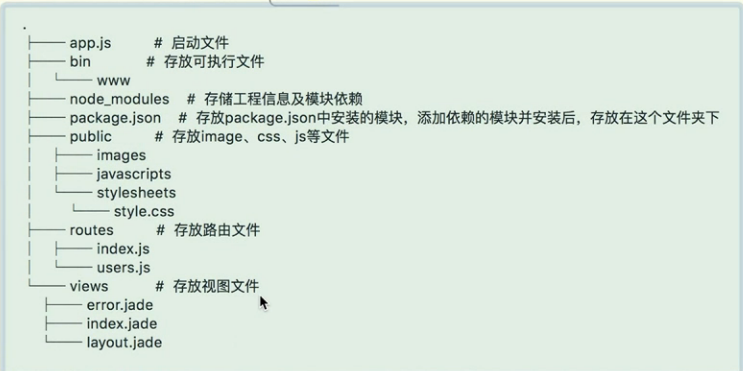 .
├── app.js # 启动文件
├── bin # 存放可执行文件
│ └── www
├── node_modules # 存储工程信息及模块依赖
├── package.json # 存放package.json中安装的模块，添加依赖的模块并安装后，存放在这个文件夹下
├── public # 存放image、css、js等文件
│ ├── images
│ ├── javascripts
│ └── stylesheets
│ └── style.css
├── routes # 存放路由文件
│ ├── index.js
│ └── users.js
└── views # 存放视图文件
├── error.jade
├── index.jade
└── layout.jade